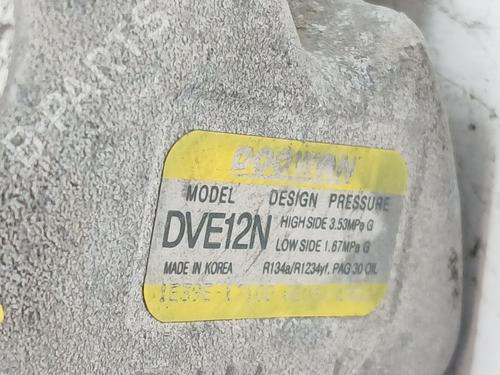 DOOWON
MODEL DESIGN PRESSURE
DVE12N HIGH SIDE 3.53MPa G
LOW SIDE 1.67MPa G
MADE IN KOREA R134a/R1234yf, PAG 30 OIL